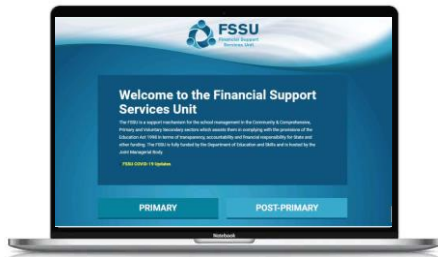 FSSU
Financial Support
Services Unit
Welcome to the Financial Support
Services Unit
The FSSU is a support mechanism for the school management in the Community & Comprehensive,
Primary and Voluntary Secondary sectors which assists them in complying with the provision of the
Education Act 1998 in terms of transparency, accountability and financial responsibility for State and
other funding. The FSSU is fully funded by the Department of Education and Skills and is hosted by the
Joint Managerial Body.
FSSU COVID-19 Updates
PRIMARY
POST-PRIMARY
Notebook